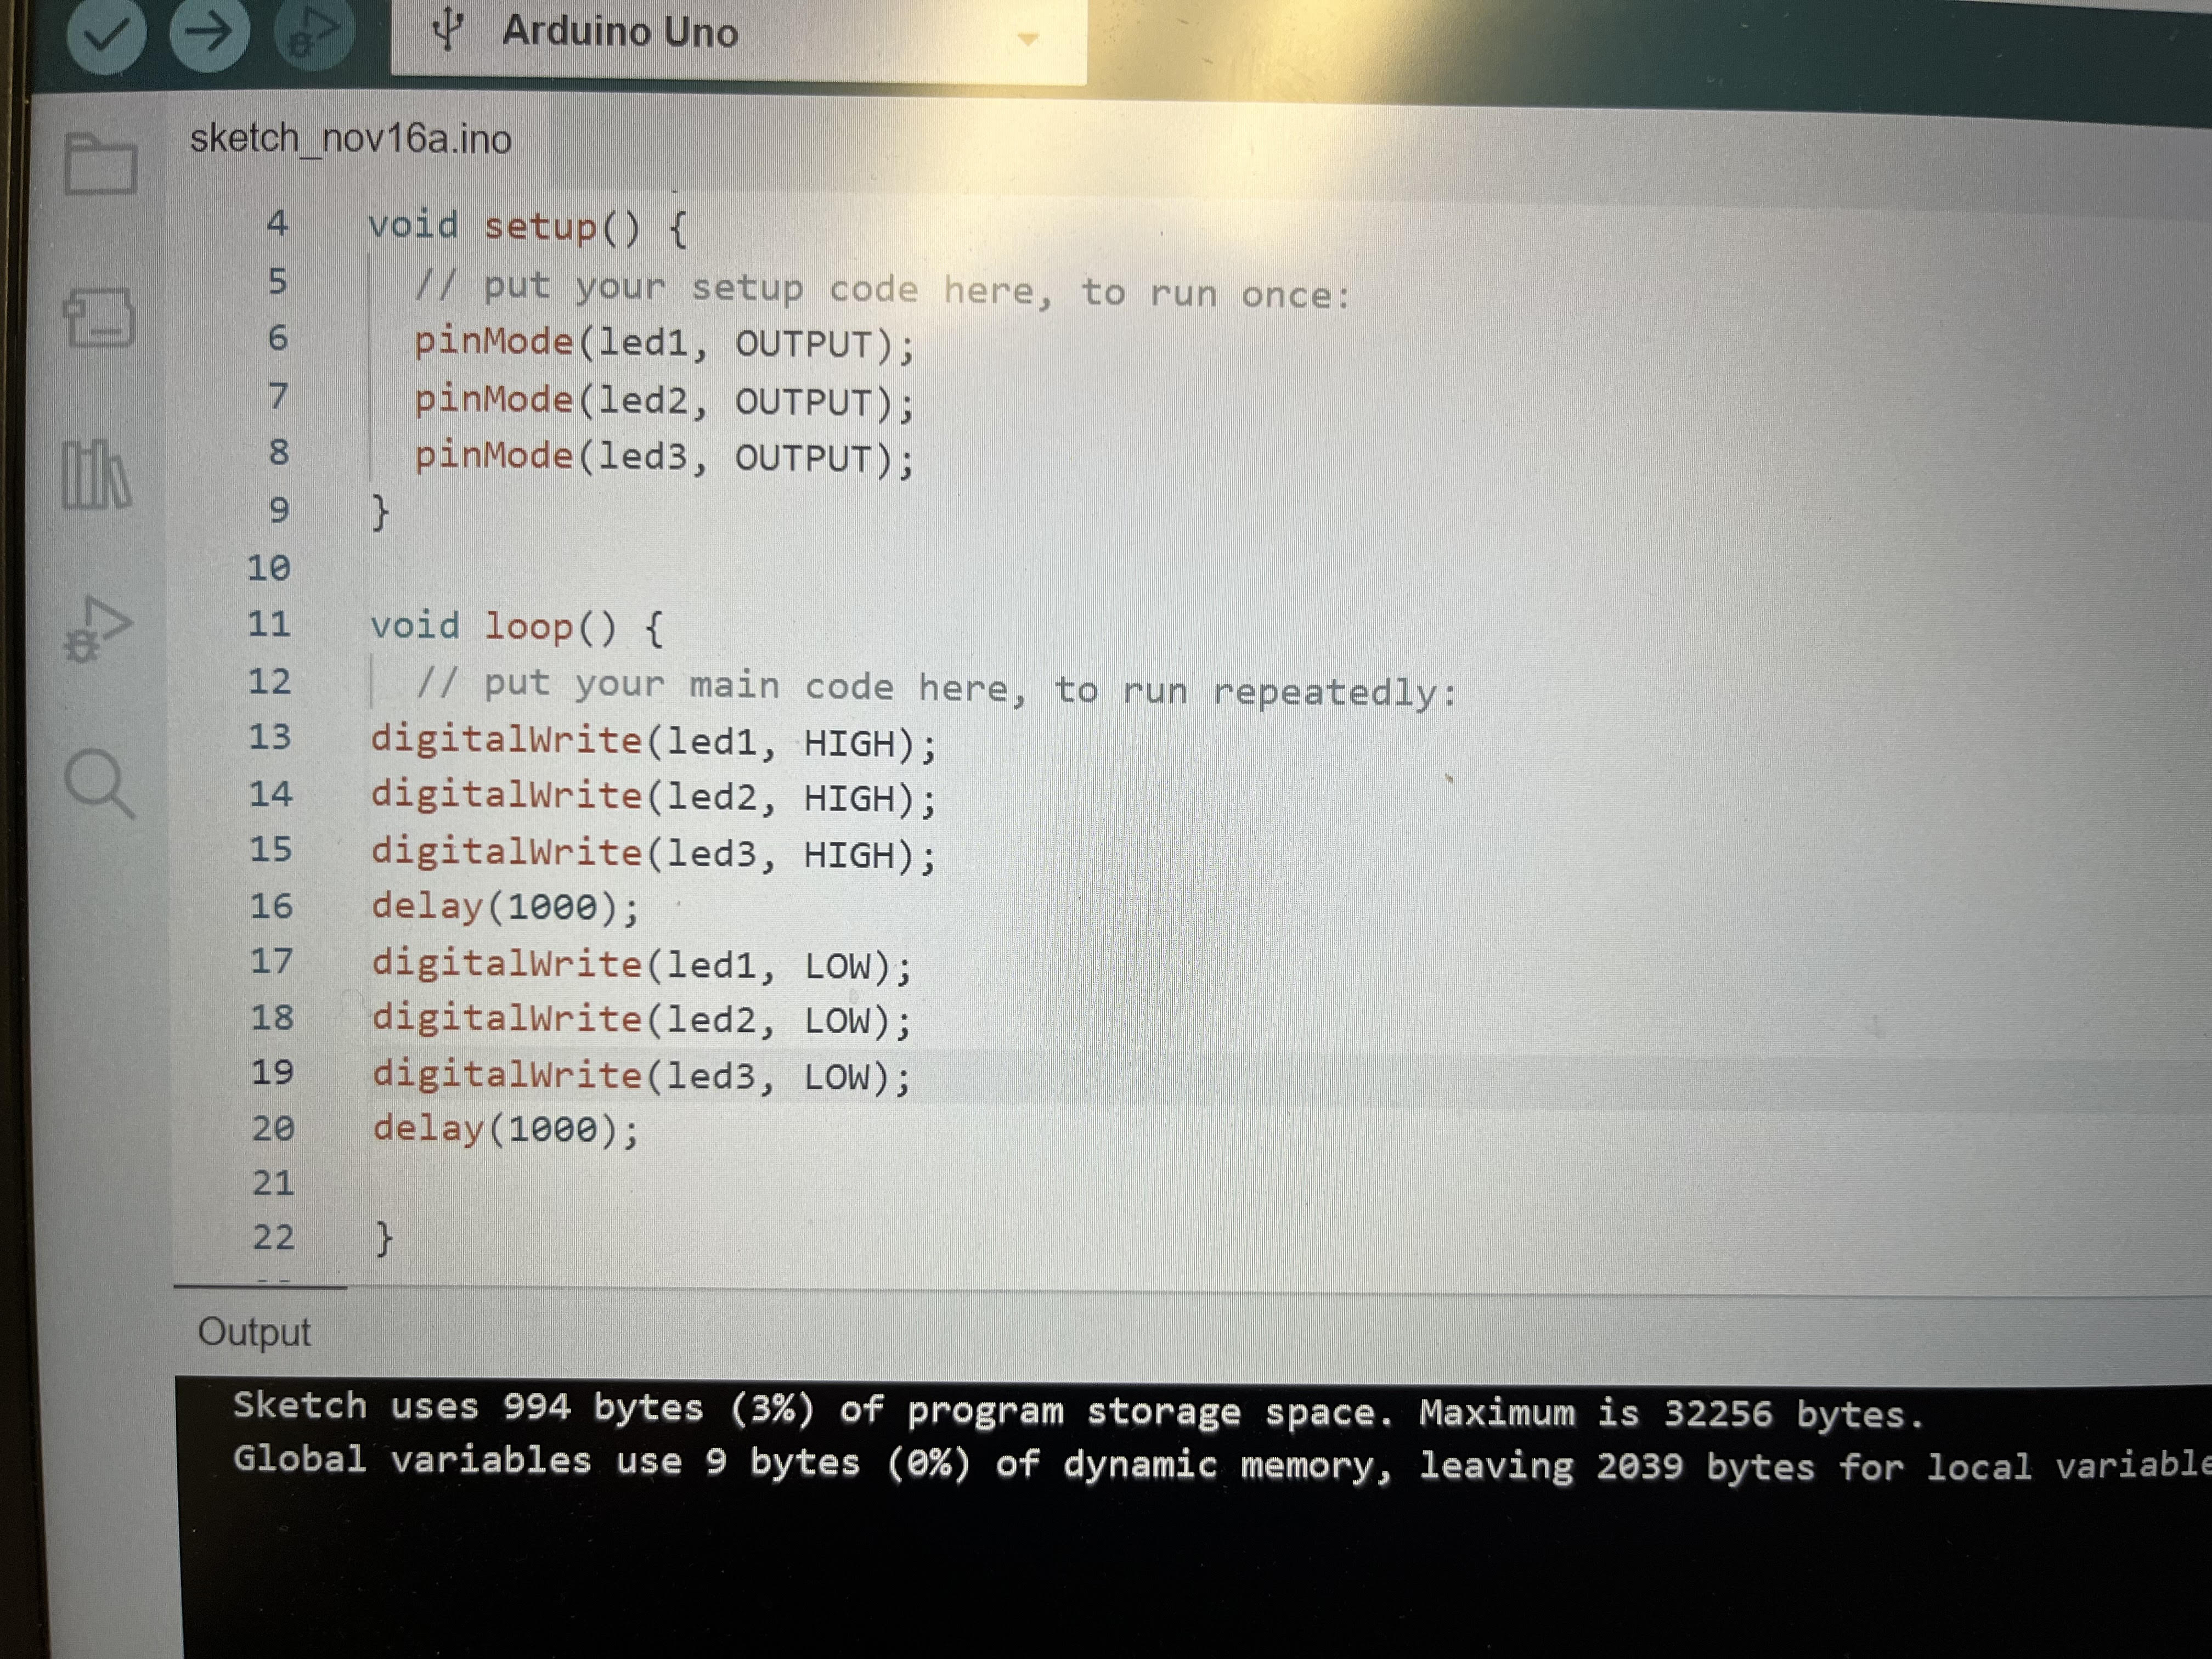 Arduino Uno
sketch_nov16a.ino
4 void setup() {
5 // put your setup code here, to run once:
6 pinMode(led1, OUTPUT);
7 pinMode(led2, OUTPUT);
8 pinMode(led3, OUTPUT);
9 }
10
11 void loop() {
12 // put your main code here, to run repeatedly:
13 digitalWrite(led1, HIGH);
14 digitalWrite(led2, HIGH);
15 digitalWrite(led3, HIGH);
16 delay(1000);
17 digitalWrite(led1, LOW);
18 digitalWrite(led2, LOW);
19 digitalWrite(led3, LOW);
20 delay(1000);
21
22 }
Output
Sketch uses 994 bytes (3%) of program storage space. Maximum is 32256 bytes.
Global variables use 9 bytes (0%) of dynamic memory, leaving 2039 bytes for local variable